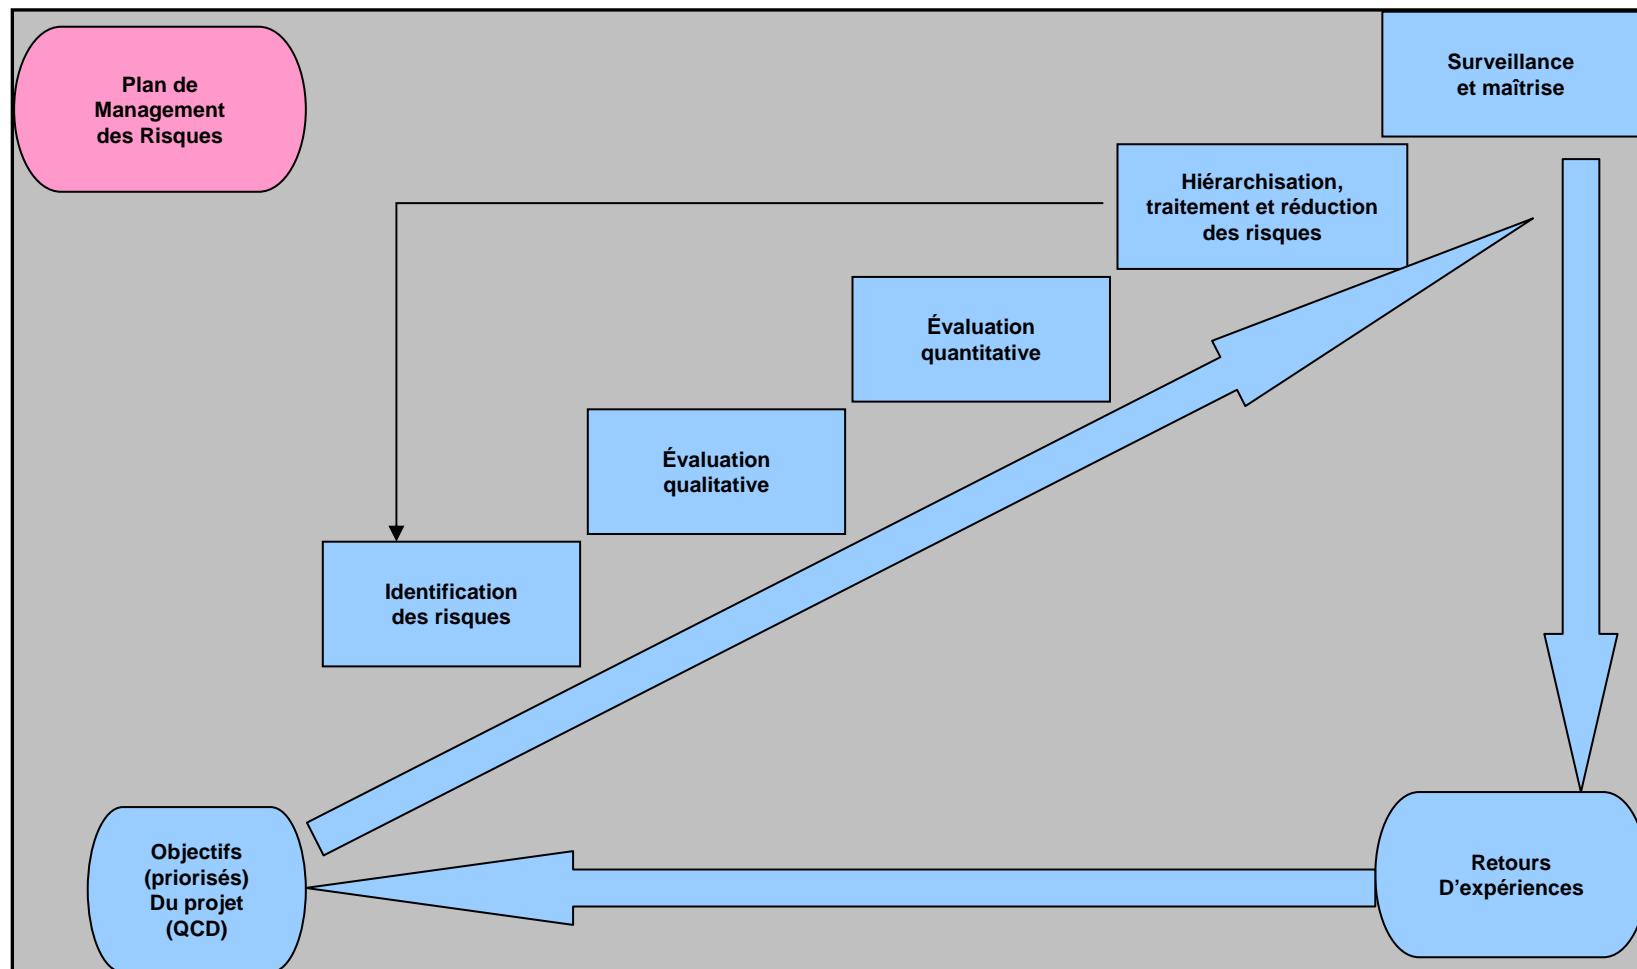 Plan de
Management
des Risques
Surveillance
et maîtrise
Hiérarchisation,
traitement et réduction
des risques
Évaluation
quantitative
Évaluation
qualitative
Identification
des risques
Objectifs
(priorisés)
Du projet
(QCD)
Retours
D'expériences